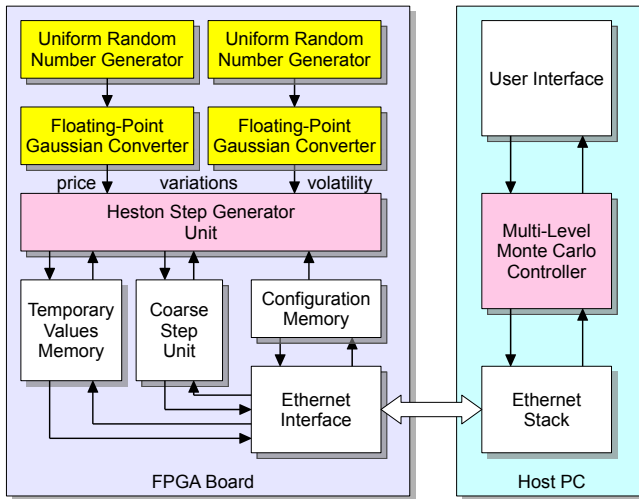 Uniform Random
Number Generator
Uniform Random
Number Generator
Floating-Point
Gaussian Converter
Floating-Point
Gaussian Converter
price
variations
volatility
Heston Step Generator
Unit
Temporary
Values
Memory
Coarse
Step
Unit
Configuration
Memory
Ethernet
Interface
FPGA Board
User Interface
Multi-Level
Monte Carlo
Controller
Ethernet
Stack
Host PC